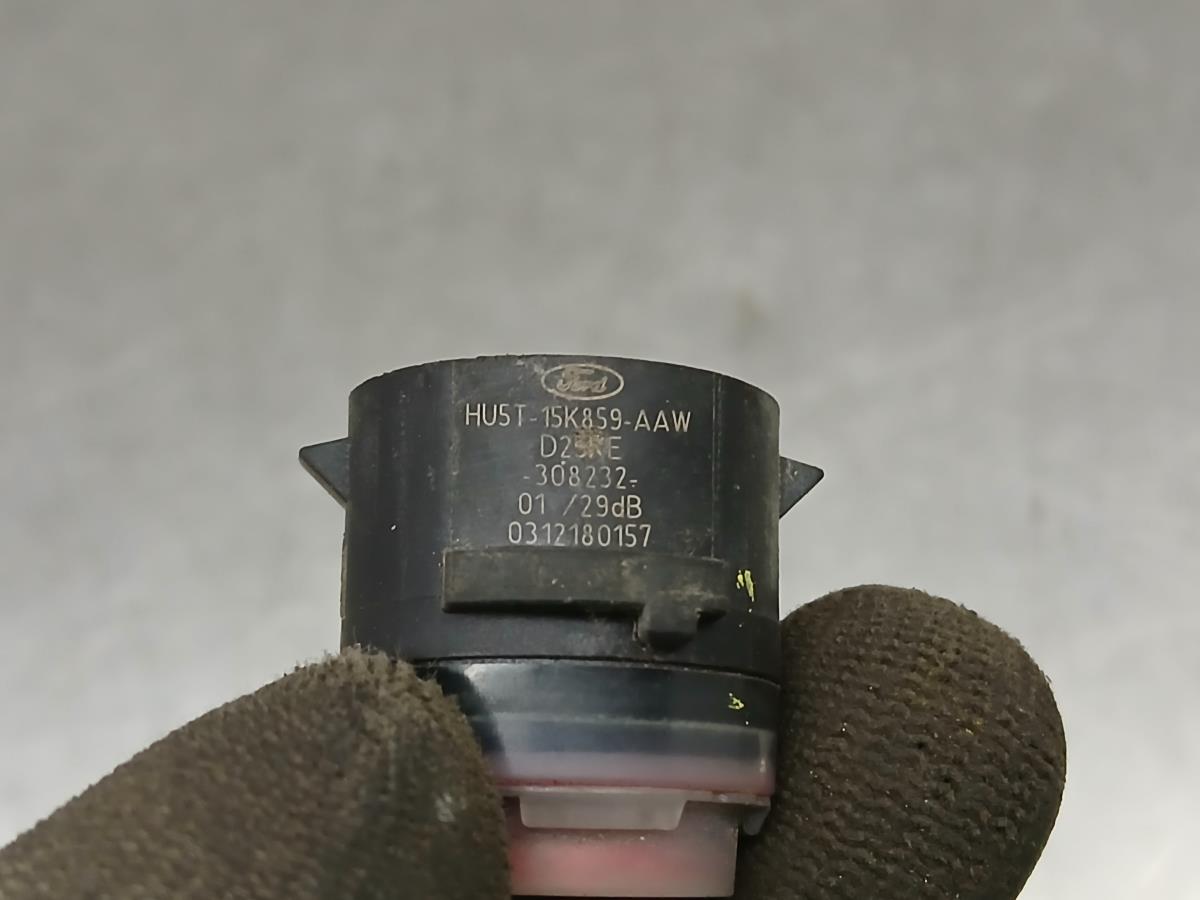 Ford
HU5T-15K859-AAW
-308232-
01 /29dB
0312180157